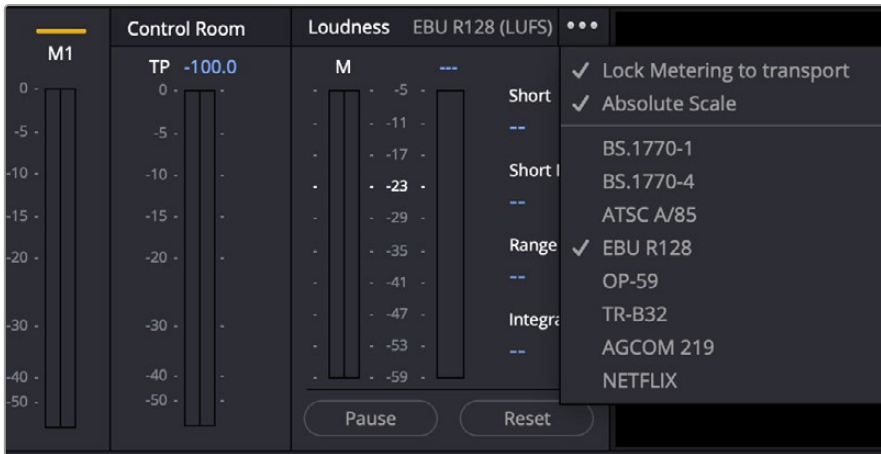 M1
0
-5
-10
-15
-20
-30
-40
-50
Control Room
TP -100.0
0
-5
-10
-15
-20
-30
-40
-50
Loudness EBU R128 (LUFS) •••
M ---
-5
-11
-17
-23
-29
-35
-41
-47
-53
-59
Short
--
Short
--
Range
--
--
Pause Reset
✓ Lock Metering to transport
✓ Absolute Scale
BS.1770-1
BS.1770-4
ATSC A/85
✓ EBU R128
OP-59
TR-B32
AGCOM 219
NETFLIX